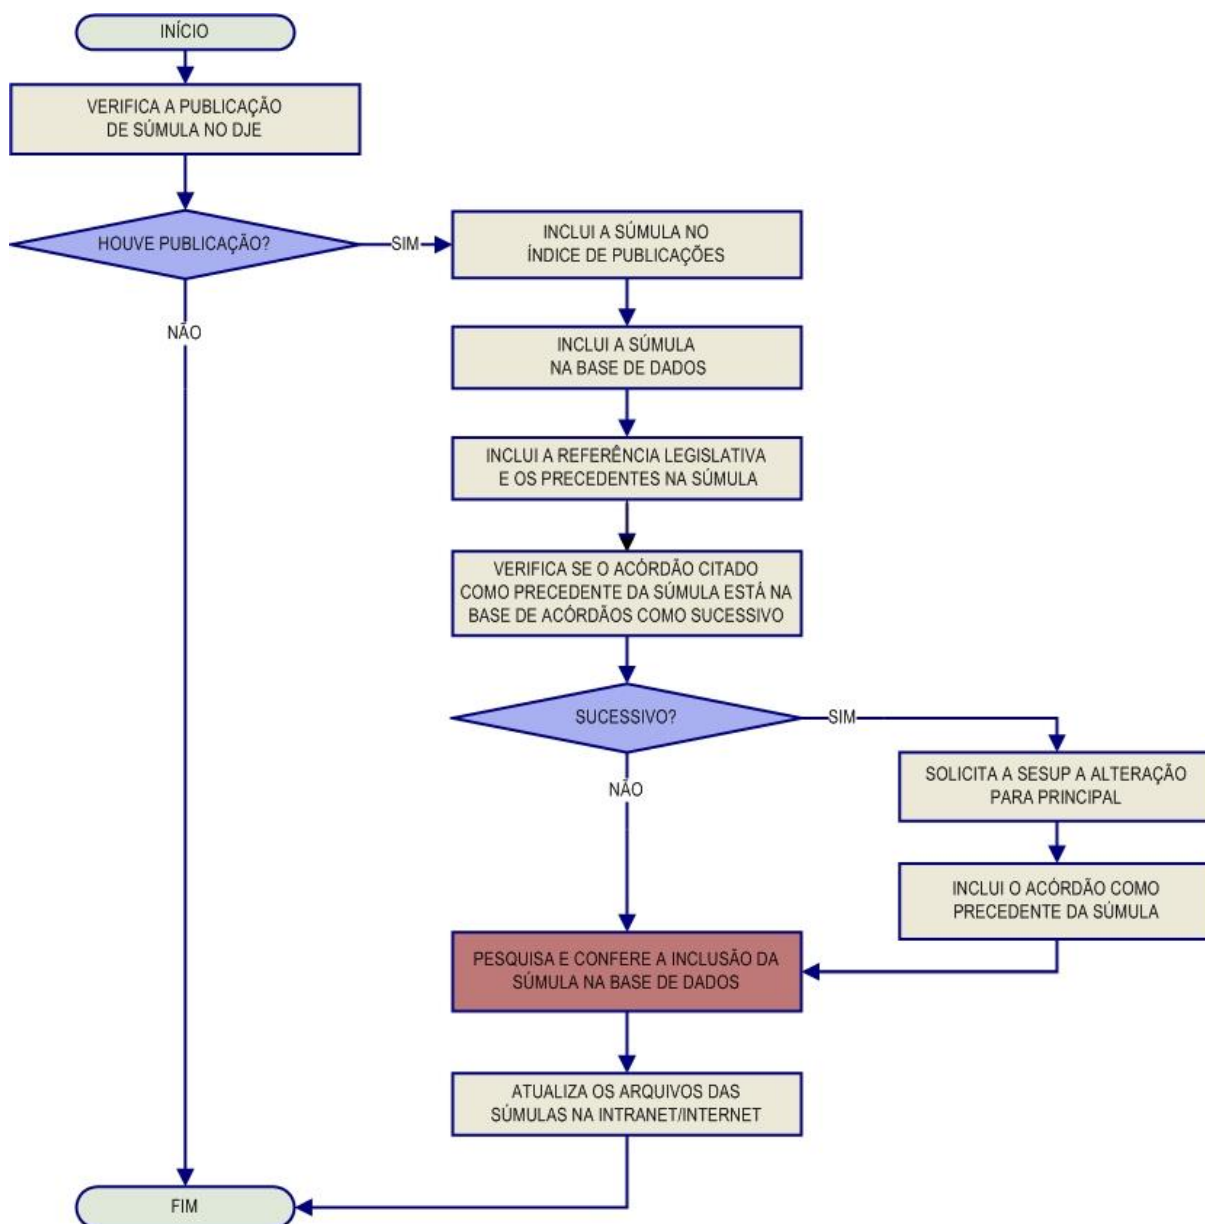 INÍCIO
VERIFICA A PUBLICAÇÃO
DE SÚMULA NO DJE
HOUVE PUBLICAÇÃO?
SIM
INCLUI A SÚMULA NO
ÍNDICE DE PUBLICAÇÕES
NÃO
INCLUI A SÚMULA
NA BASE DE DADOS
INCLUI A REFERÊNCIA LEGISLATIVA
E OS PRECEDENTES NA SÚMULA
VERIFICA SE O ACÓRDÃO CITADO
COMO PRECEDENTE DA SÚMULA ESTÁ NA
BASE DE ACÓRDÃOS COMO SUCESSIVO
SUCESSIVO?
SIM
SOLICITA A SESUP A ALTERAÇÃO
PARA PRINCIPAL
NÃO
INCLUI O ACÓRDÃO COMO
PRECEDENTE DA SÚMULA
PESQUISA E CONFERE A INCLUSÃO DA
SÚMULA NA BASE DE DADOS
ATUALIZA OS ARQUIVOS DAS
SÚMULAS NA INTRANET/INTERNET
FIM